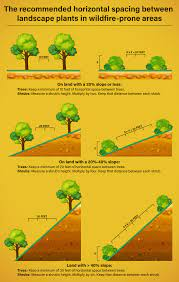 The recommended horizontal spacing between
landscape plants in wildfire-prone areas
On land with a 20% slope or less:
Trees: Keep a minimum of 10 feet of horizontal space between trees.
Shrubs: Measure a shrub's height. Multiply by two. Keep that distance between each shrub.
On land with a 20%-40% slope:
Trees: Keep a minimum of 20 feet of horizontal space between trees.
Shrubs: Measure a shrub's height. Multiply by four. Keep that distance between each shrub.
30 FEET
Land with > 40% slope:
Trees: Keep a minimum of 30 feet of horizontal space between trees.
Shrubs: Measure a shrub's height. Multiply by six. Keep that distance between each shrub.